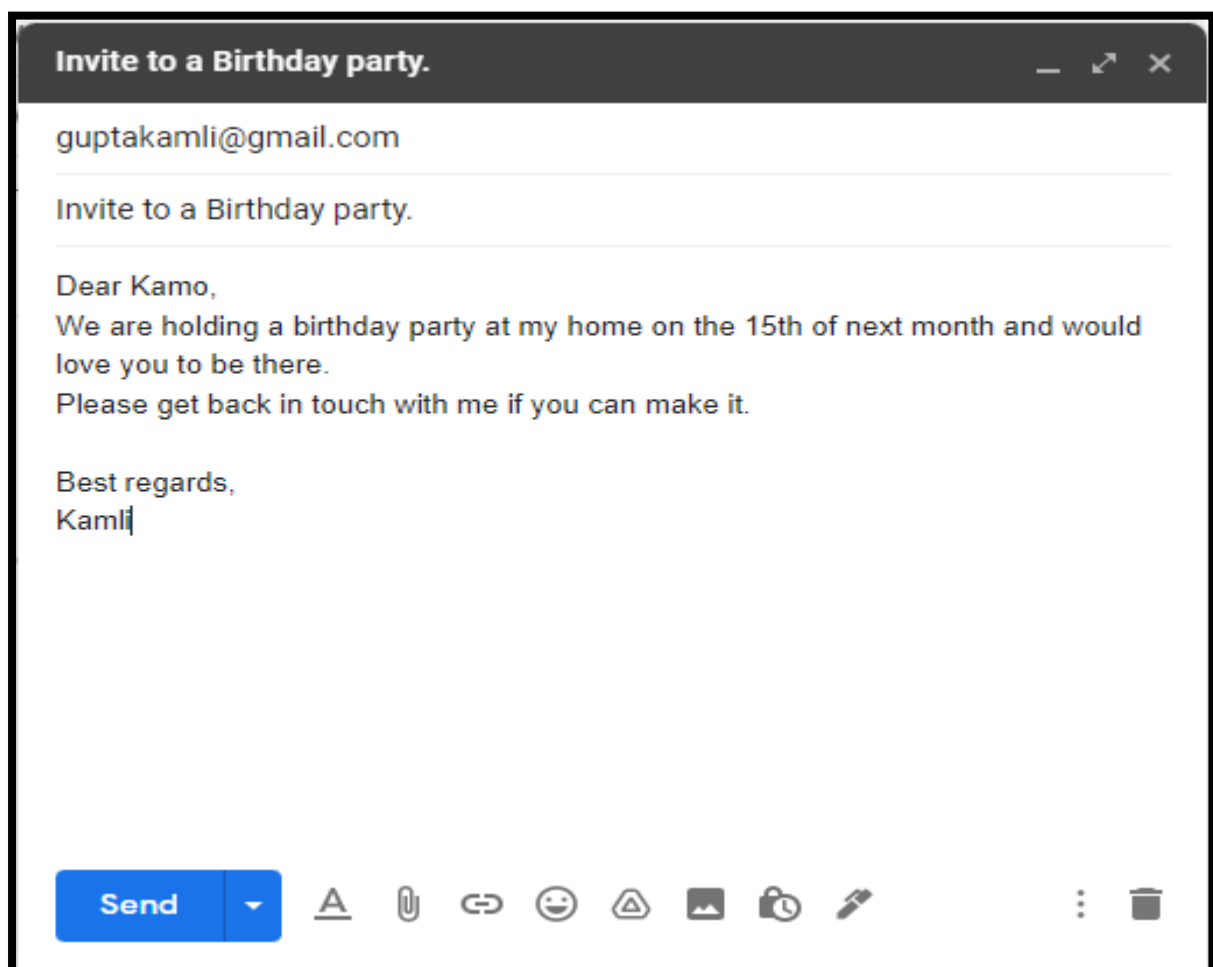 Invite to a Birthday party.
guptakamli@gmail.com
Invite to a Birthday party.
Dear Kamo,
We are holding a birthday party at my home on the 15th of next month and would
love you to be there.
Please get back in touch with me if you can make it.
Best regards,
Kamli
Send